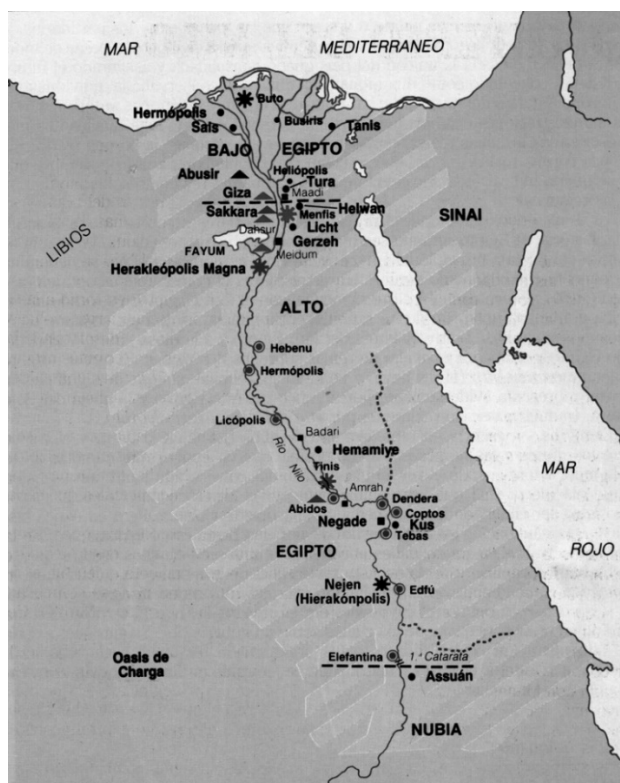 MAR MEDITERRANEO
Buto
Hermópolis
Busiris
Sais
Tanis
BAJO EGIPTO
Heliópolis
Abusir
Tura
Giza
Maadi
Sakkara
Menfis
Helwan
SINAI
LIBIOS
Dahsur
Licht
Gerzeh
FAYUM
Meidum
Herakleópolis Magna
ALTO
Hebenu
Hermópolis
Licópolis
Badari
Río Nilo
Hemamiye
Tinis
MAR
Amrah
Dendera
Abidos
Coptos
Negade
Kus
Tebas
ROJO
EGIPTO
Nejen
(Hierakónpolis)
Edfú
Elefantina
1.ª Catarata
Oasis de
Charga
Assuán
NUBIA